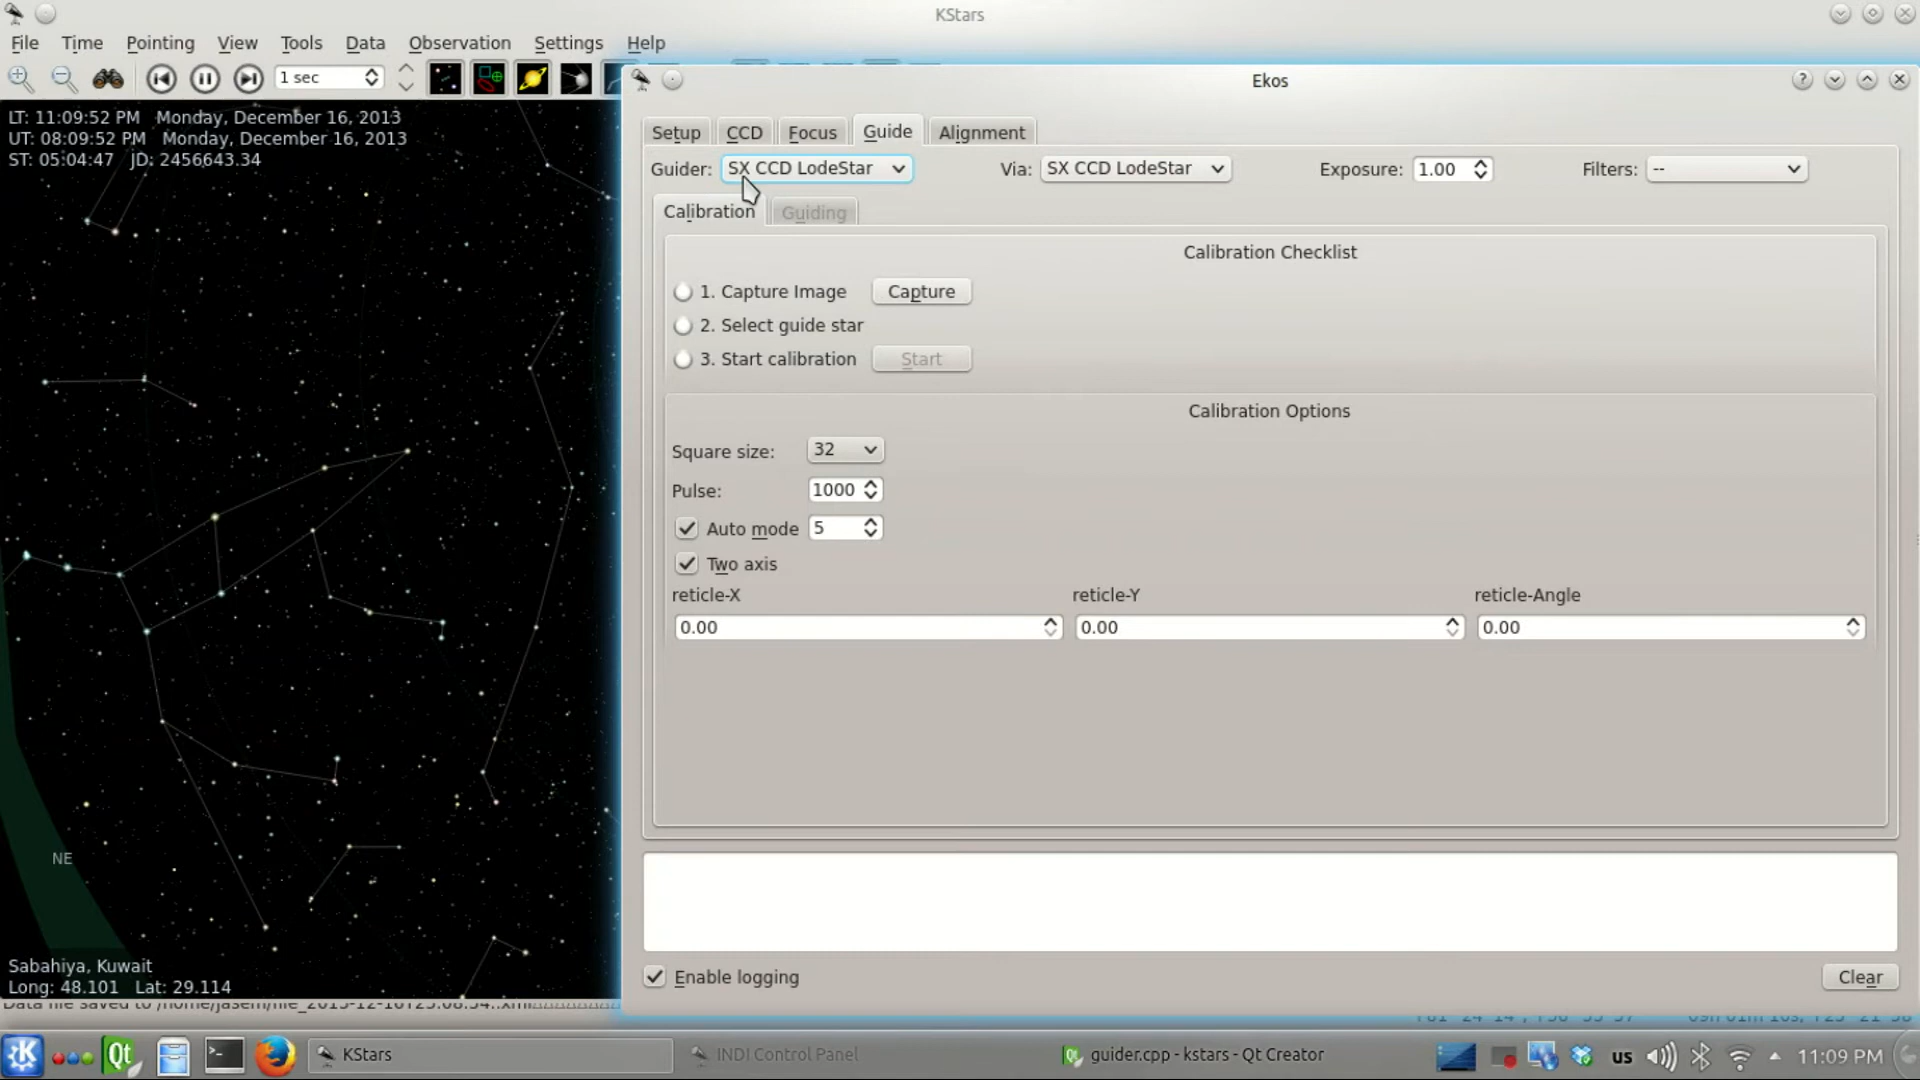 KStars
File Time Pointing View Tools Data Observation Settings Help
1 sec
LT: 11:09:52 PM Monday, December 16, 2013
UT: 08:09:52 PM Monday, December 16, 2013
ST: 05:04:47 JD: 2456643.34
Ekos
Setup CCD Focus Guide Alignment
Guider: SX CCD LodeStar Via: SX CCD LodeStar Exposure: 1.00 Filters: --
Calibration Guiding
Calibration Checklist
1. Capture Image Capture
2. Select guide star
3. Start calibration Start
Calibration Options
Square size: 32
Pulse: 1000
Auto mode 5
Two axis
reticle-X reticle-Y reticle-Angle
0.00 0.00 0.00
NE
Sabahiya, Kuwait
Long: 48.101 Lat: 29.114
Enable logging Clear
Data file saved to
KStars INDI Control Panel guider.cpp - kstars - Qt Creator us 11:09 PM